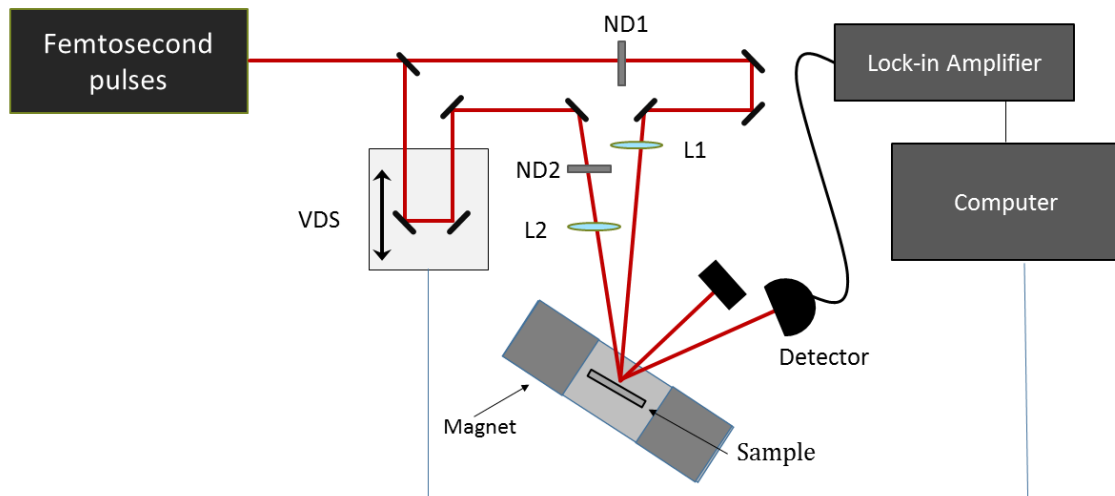 Femtosecond
pulses
ND1
Lock-in Amplifier
L1
ND2
Computer
VDS
L2
Detector
Magnet
Sample